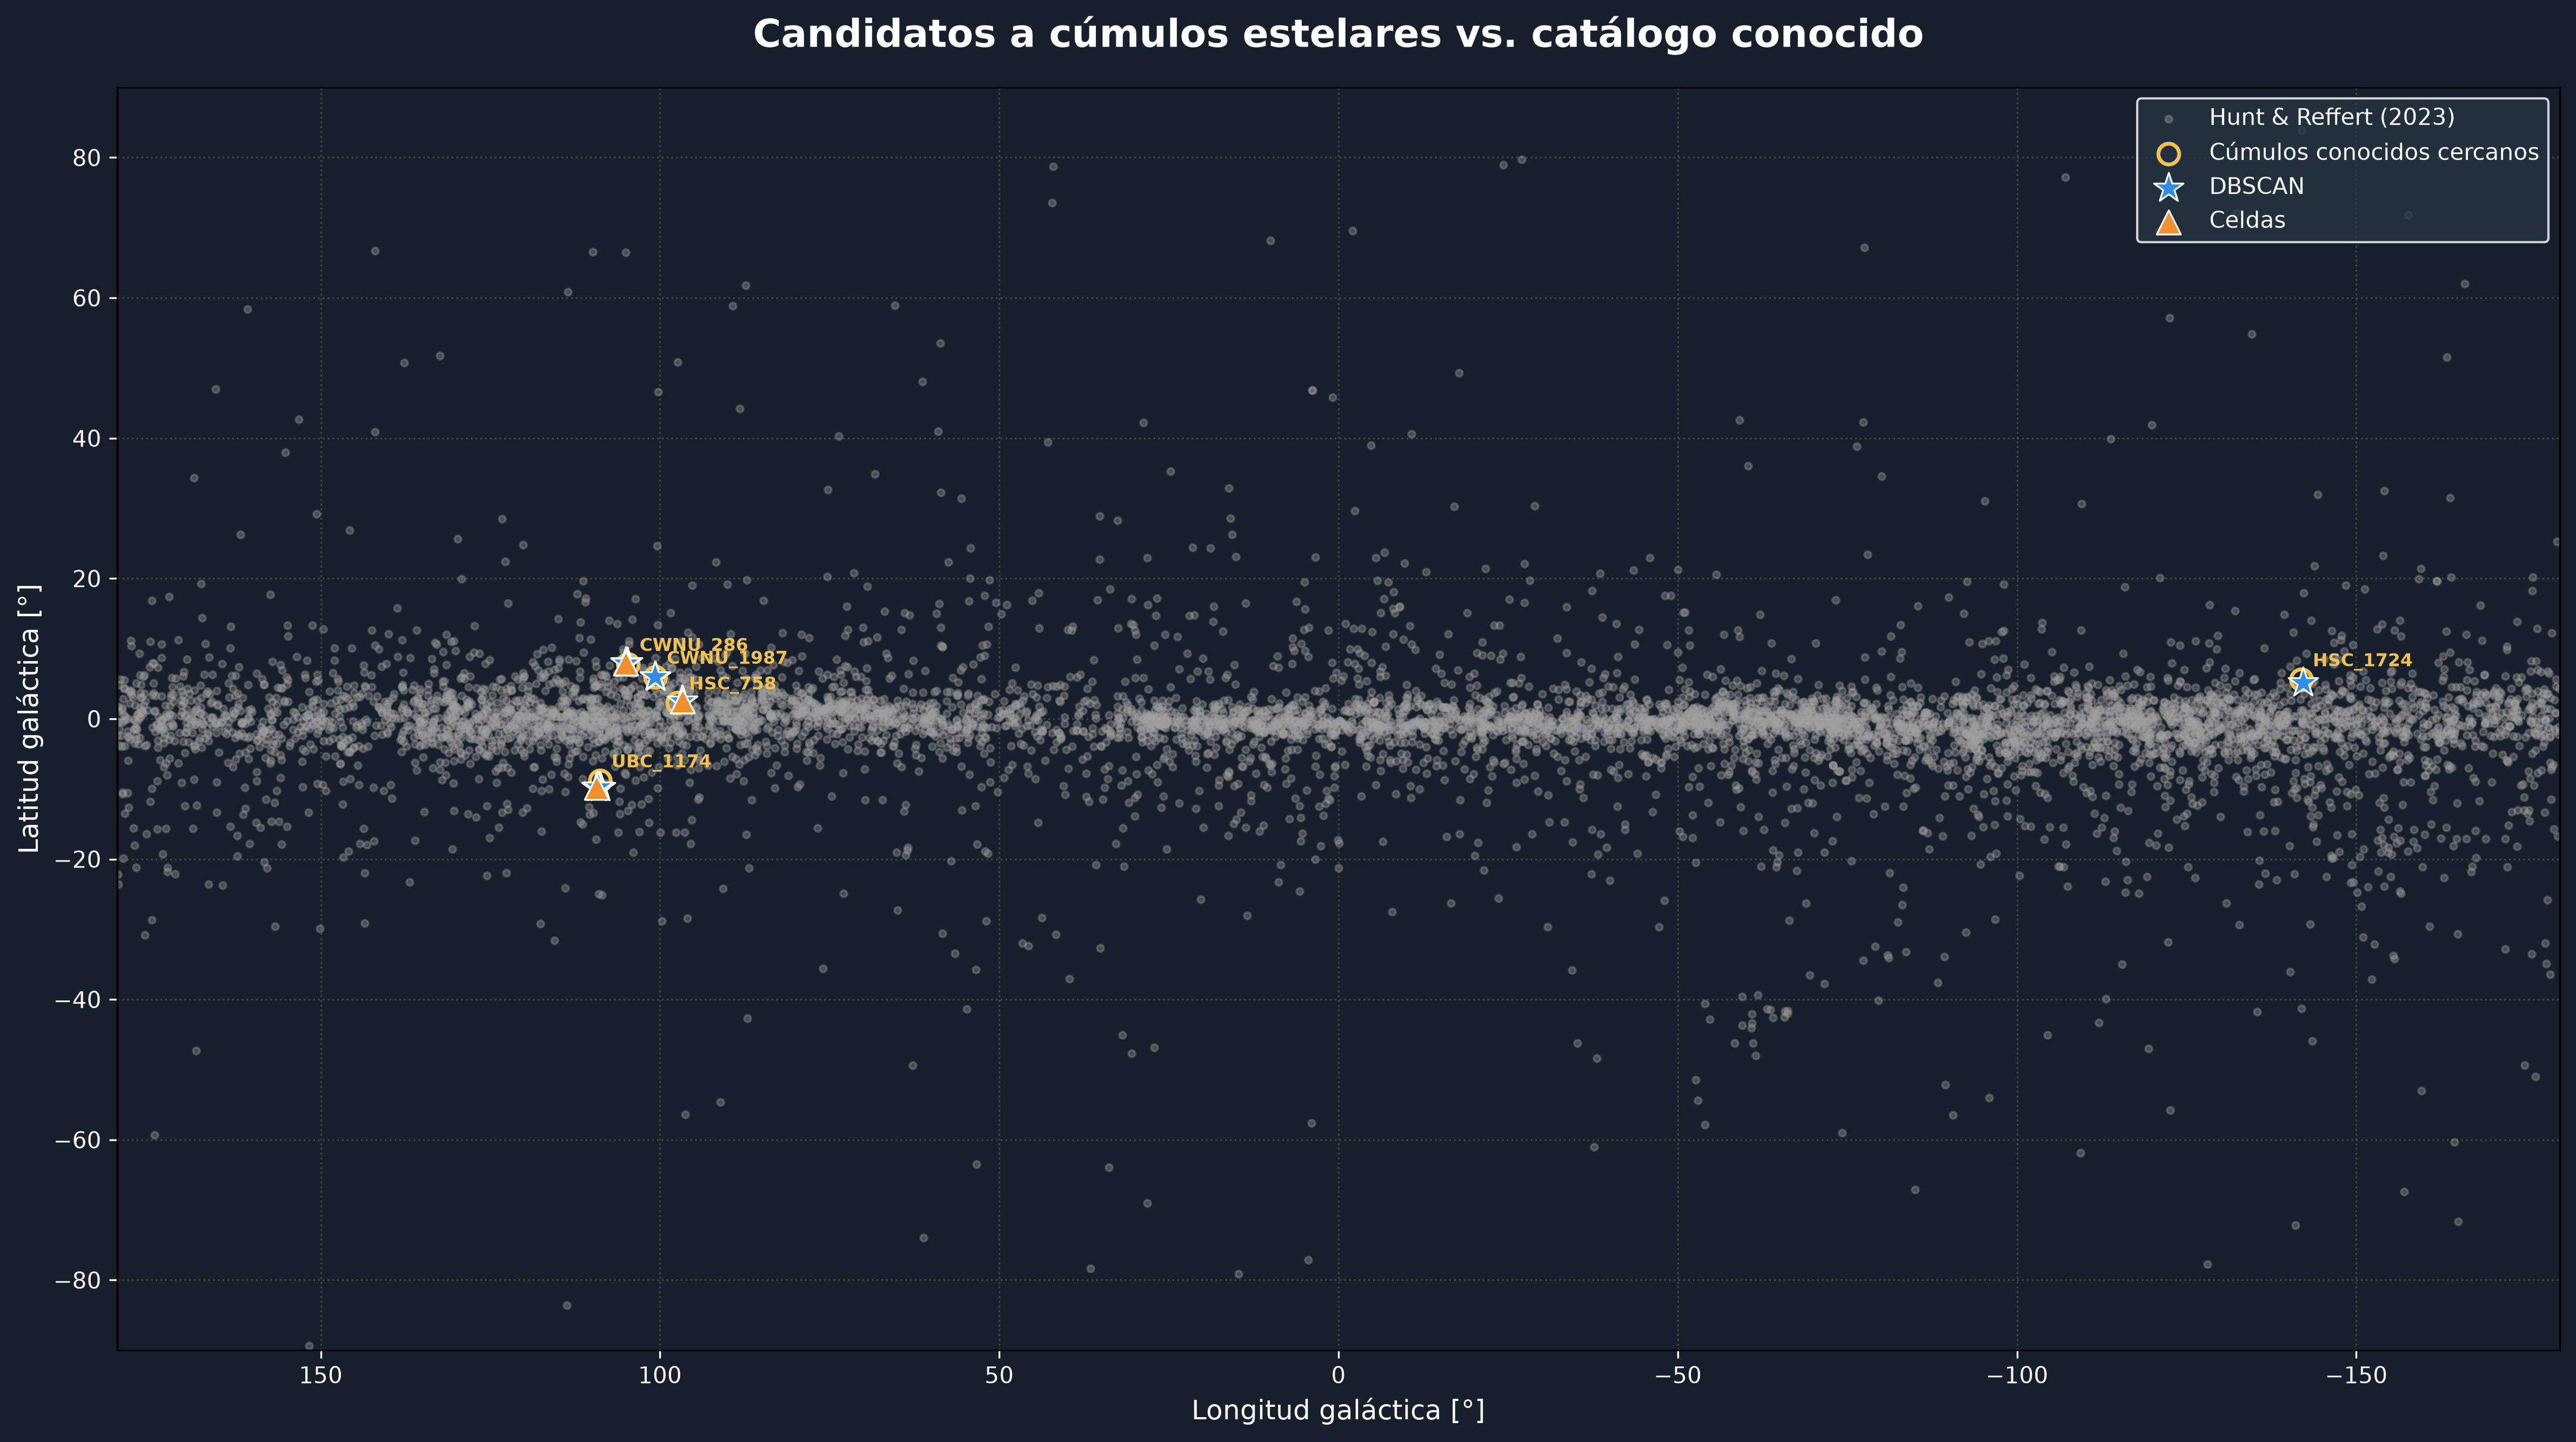 Candidatos a cúmulos estelares vs. catálogo conocido
Hunt & Reffert (2023)
Cúmulos conocidos cercanos
DBSCAN
Celdas
80
60
40
20
0
−20
−40
−60
−80
Latitud galáctica [°]
CWNU_286
CWNU_1987
HSC_758
UBC_1174
HSC_1724
150
100
50
0
−50
−100
−150
Longitud galáctica [°]